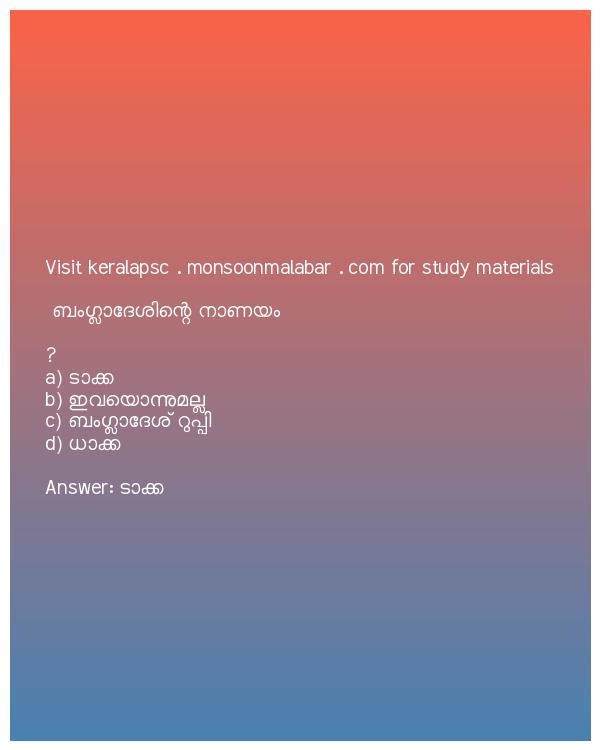 Visit keralapsc . monsoonmalabar . com for study materials
ബംഗ്ലാദേശിന്റെ നാണയം
?
a) ടാക്ക
b) ഇവയൊന്നുമല്ല
c) ബംഗ്ലാദേശ് റുപ്പി
d) ധാക്ക
Answer: ടാക്ക